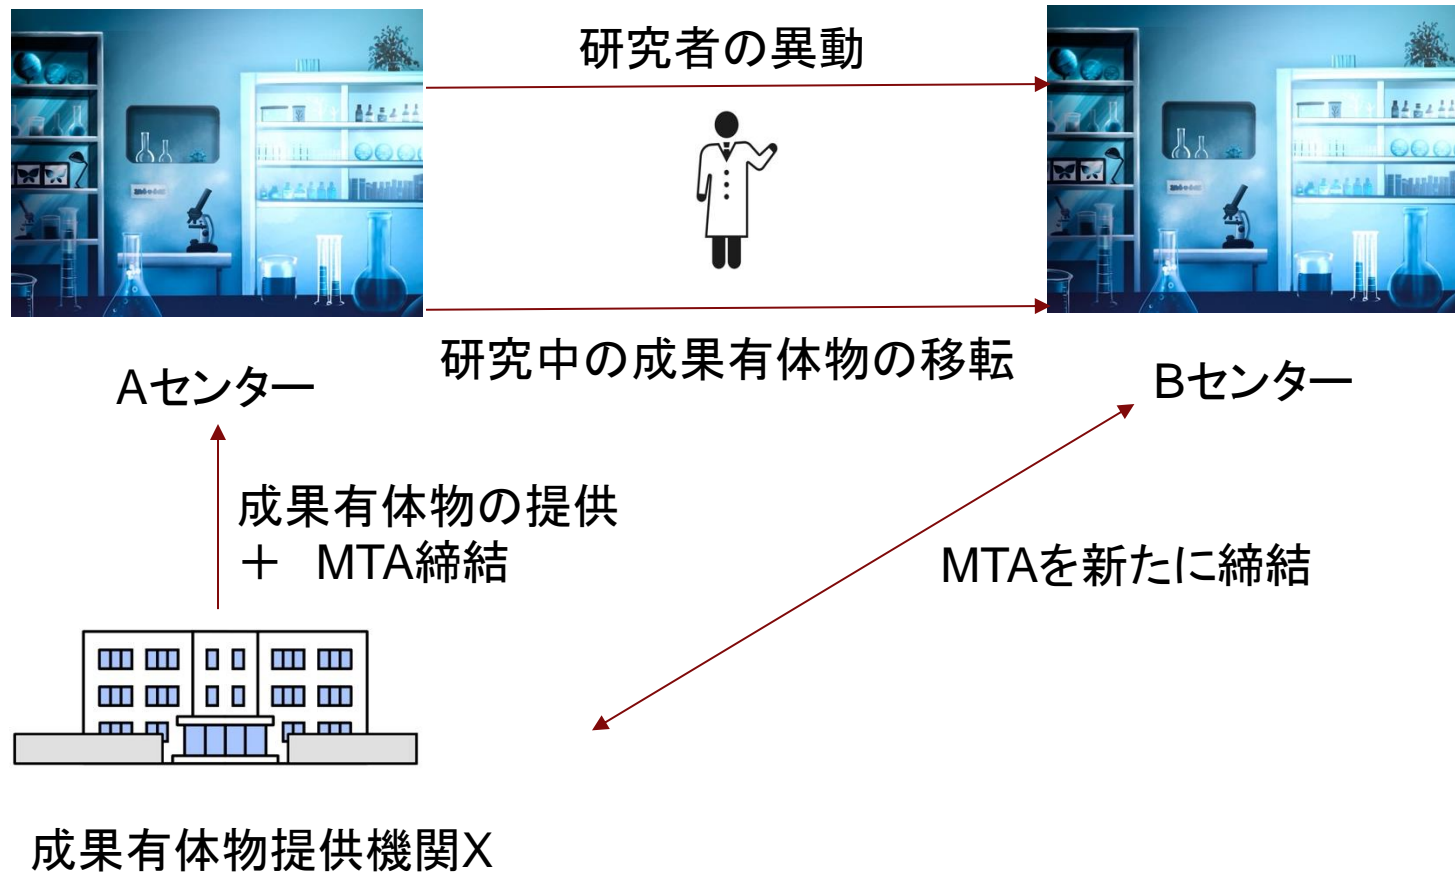 研究者の異動
研究中の成果有体物の移転
Aセンター
Bセンター
成果有体物の提供
＋　MTA締結
MTAを新たに締結
成果有体物提供機関X